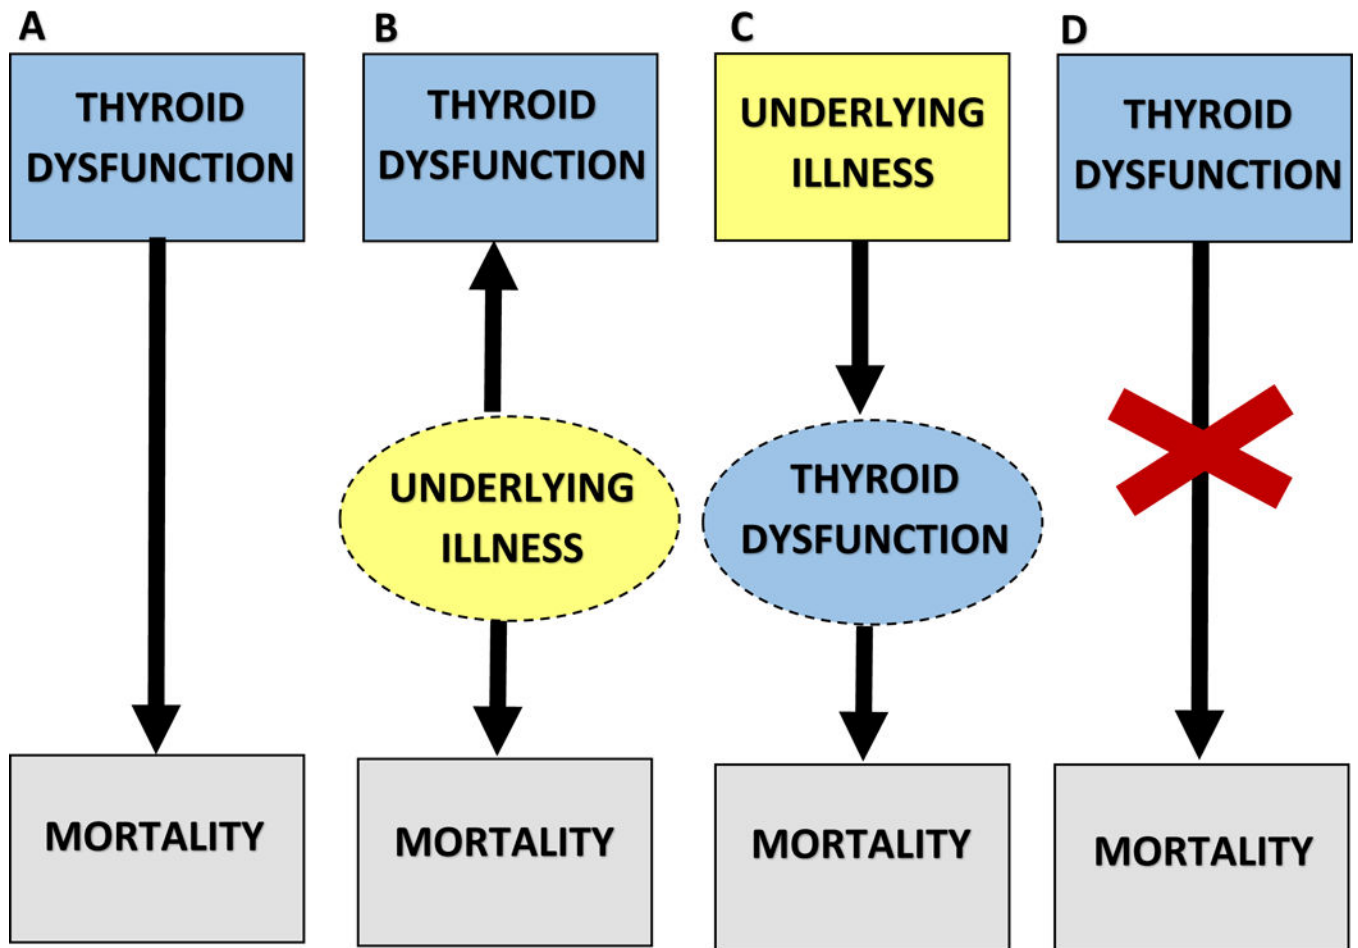 A
THYROID
DYSFUNCTION
MORTALITY
B
THYROID
DYSFUNCTION
UNDERLYING
ILLNESS
MORTALITY
C
UNDERLYING
ILLNESS
THYROID
DYSFUNCTION
MORTALITY
D
THYROID
DYSFUNCTION
MORTALITY